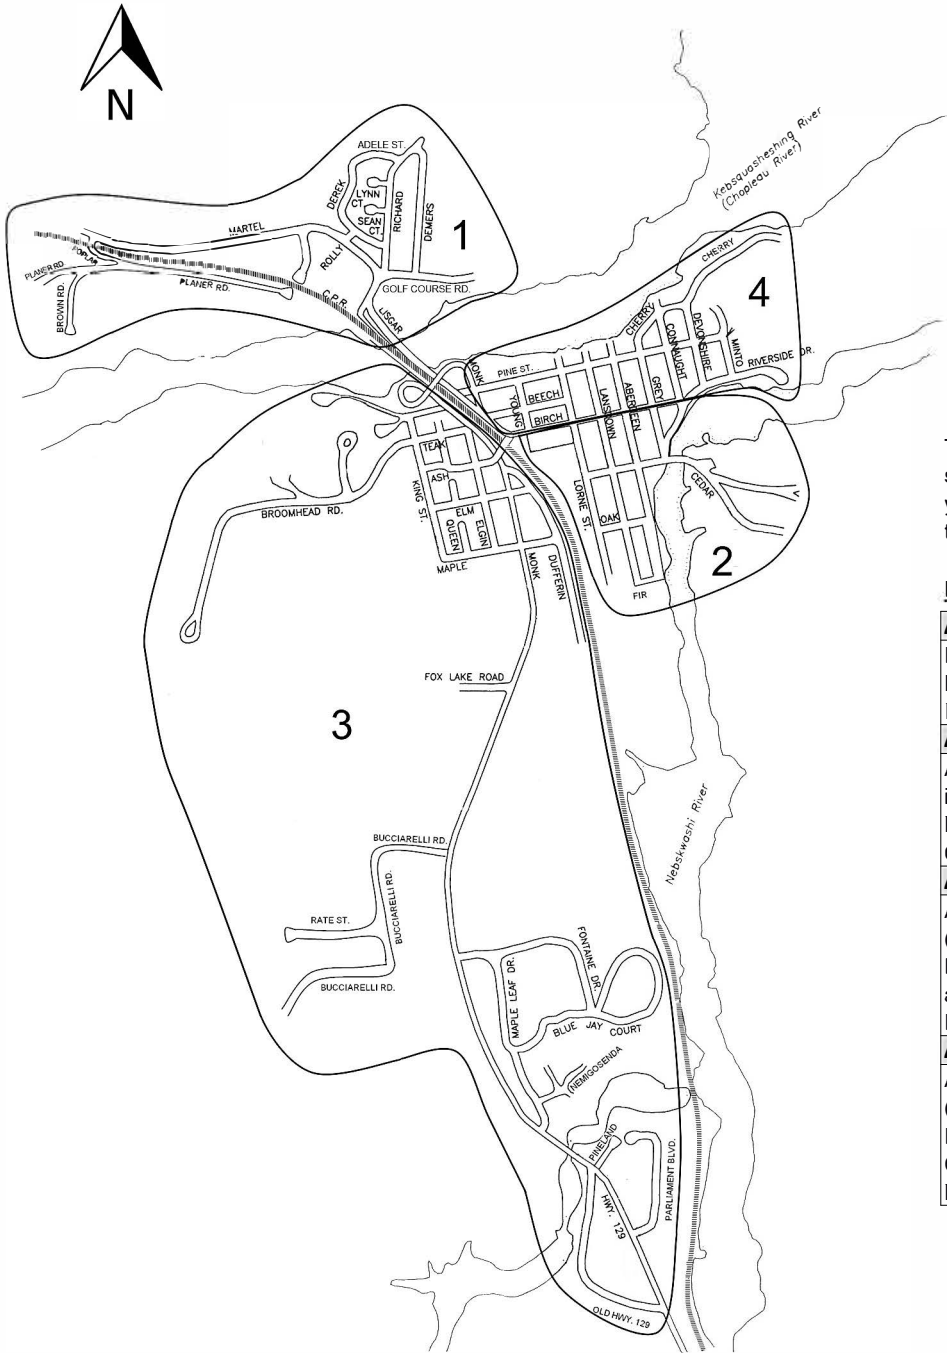 N
Kebsquasheshing River
(Chapleau River)
ADELE ST.
DEREK
LYNN
CT
SEAN
CT.
RICHARD
DEMERS
1
MARTEL
ROLLY
POPLAR
PLANER RD.
PLANER RD.
BROWN RD.
C.P.R.
LISGAR
GOLF COURSE RD.
CHERRY
4
CHERRY
CONNAUGHT
DEVONSHIRE
MINTO
RIVERSIDE DR.
MONK
PINE ST.
BEECH
BIRCH
YOUNG
LANSDOWN
ABERDEEN
GREY
TEAK
ASH
KING ST.
ELM
QUEEN
ELGIN
MAPLE
MONK
DUFFERIN
LORNE ST.
OAK
CEDAR
2
FIR
BROOMHEAD RD.
FOX LAKE ROAD
3
Nebskwashi River
BUCCIARELLI RD.
BUCCIARELLI RD.
RATE ST.
BUCCIARELLI RD.
MAPLE LEAF DR.
FONTAINE DR.
BLUE JAY COURT
NEMIGOSENDA
PINELAND
PARLIAMENT BLVD.
HWY. 129
OLD HWY. 129